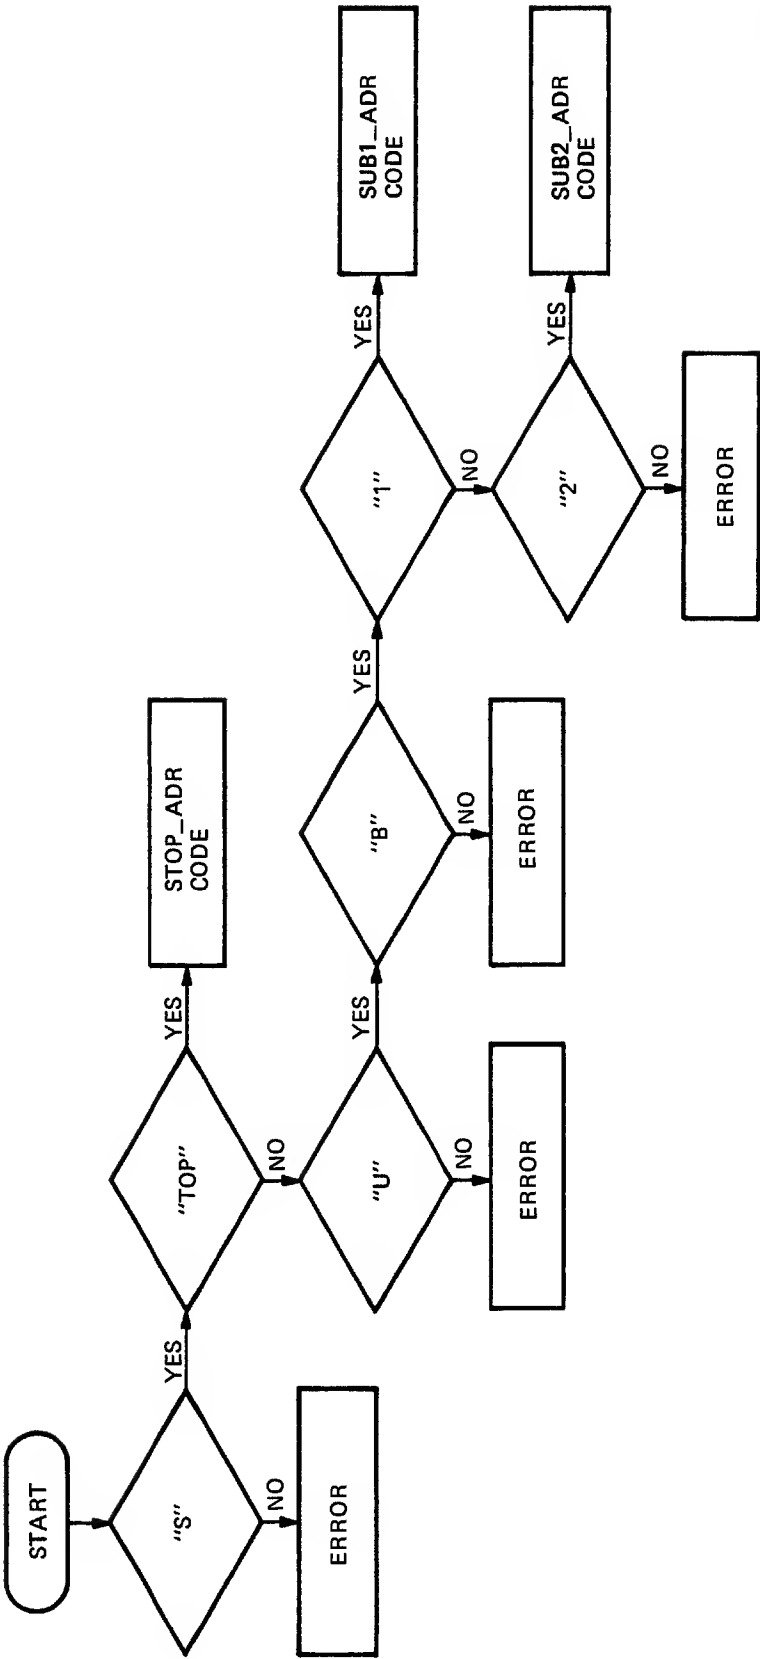 START
"S"
YES
NO
ERROR
"TOP"
YES
STOP_ADR
CODE
NO
"U"
YES
NO
ERROR
"B"
YES
NO
ERROR
"1"
YES
SUB1_ADR
CODE
NO
"2"
YES
SUB2_ADR
CODE
NO
ERROR